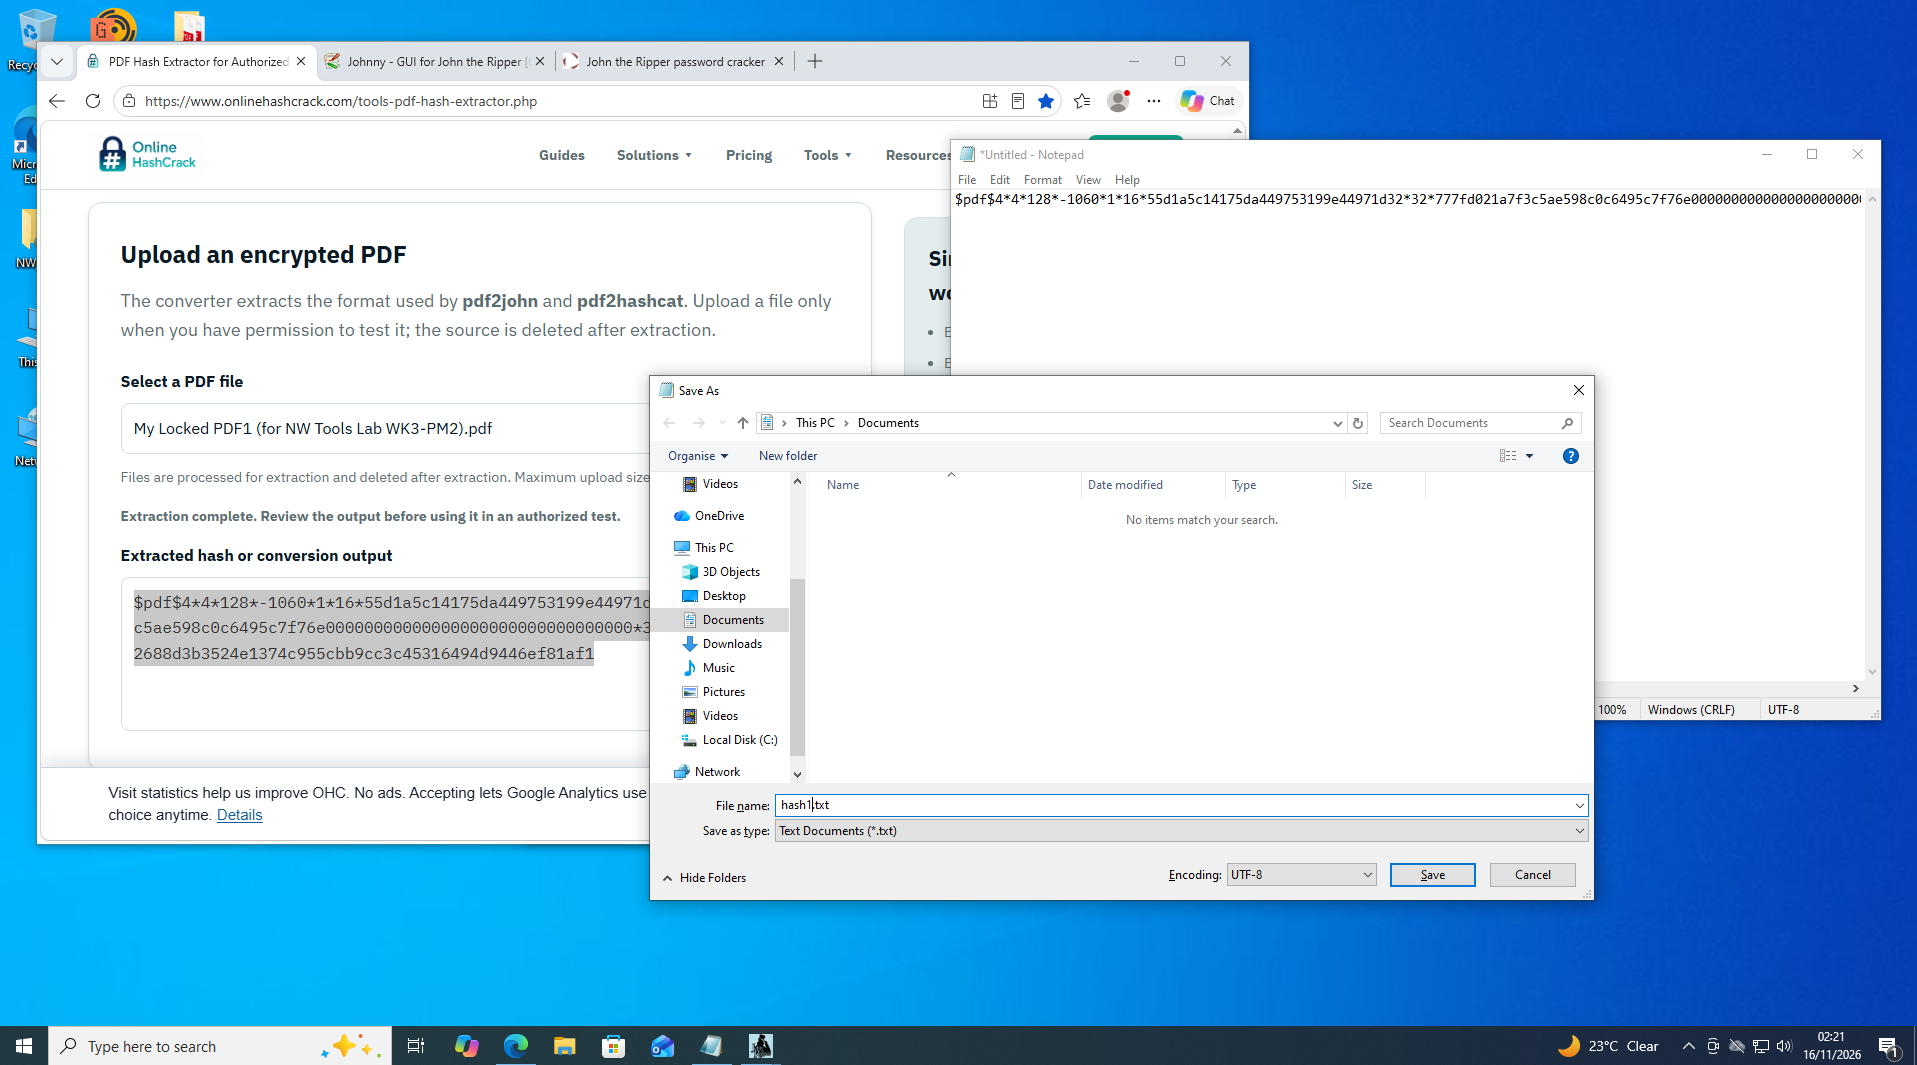 Recyc
Micr
Ed
NW
This
Netw
PDF Hash Extractor for Authorized
Johnny - GUI for John the Ripper [
John the Ripper password cracker
https://www.onlinehashcrack.com/tools-pdf-hash-extractor.php
Chat
Online
HashCrack
Guides
Solutions
Pricing
Tools
Resources
Upload an encrypted PDF
The converter extracts the format used by pdf2john and pdf2hashcat. Upload a file only
when you have permission to test it; the source is deleted after extraction.
Select a PDF file
My Locked PDF1 (for NW Tools Lab WK3-PM2).pdf
Files are processed for extraction and deleted after extraction. Maximum upload size
Extraction complete. Review the output before using it in an authorized test.
Extracted hash or conversion output
$pdf$4*4*128*-1060*1*16*55d1a5c14175da449753199e44971d
c5ae598c0c6495c7f76e00000000000000000000000000000000*3
2688d3b3524e1374c955cbb9cc3c45316494d9446ef81af1
Visit statistics help us improve OHC. No ads. Accepting lets Google Analytics use
choice anytime. Details
*Untitled - Notepad
File Edit Format View Help
$pdf$4*4*128*-1060*1*16*55d1a5c14175da449753199e44971d32*32*777fd021a7f3c5ae598c0c6495c7f76e000000000000000000000
100%
Windows (CRLF)
UTF-8
Save As
This PC
Documents
Search Documents
Organise
New folder
Videos
OneDrive
This PC
3D Objects
Desktop
Documents
Downloads
Music
Pictures
Videos
Local Disk (C:)
Network
Name
Date modified
Type
Size
No items match your search.
File name: hash1.txt
Save as type: Text Documents (*.txt)
Hide Folders
Encoding: UTF-8
Save
Cancel
Type here to search
23°C Clear
02:21
16/11/2026
1